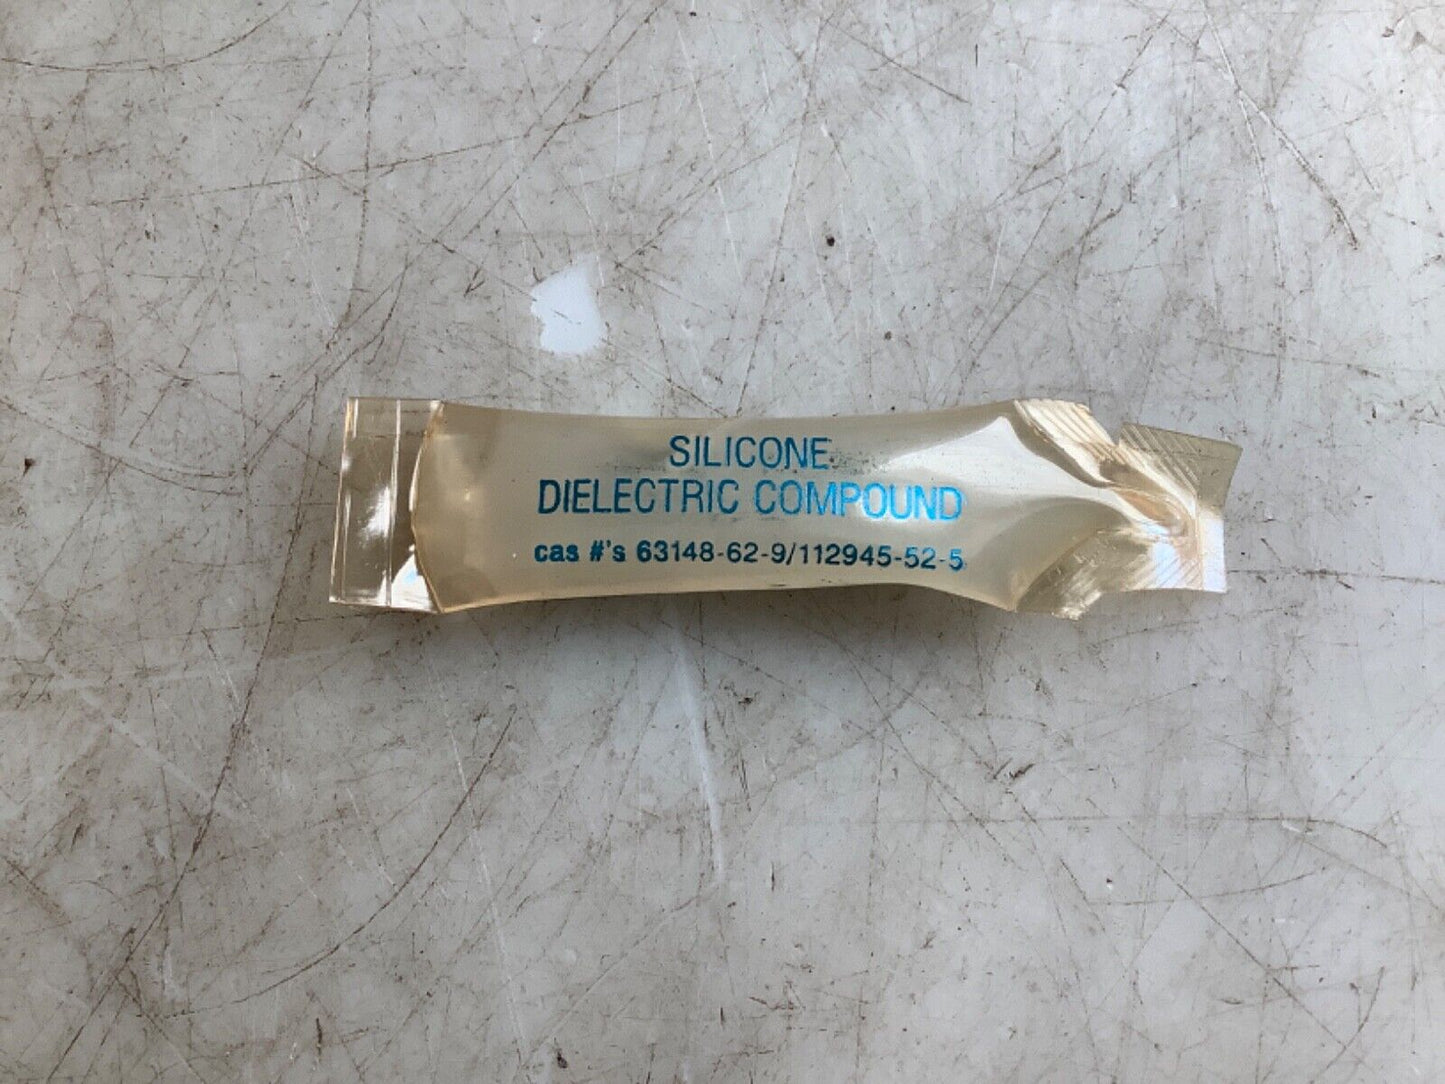 SILICONE
DIELECTRIC COMPOUND
cas #'s 63148-62-9/112945-52-5